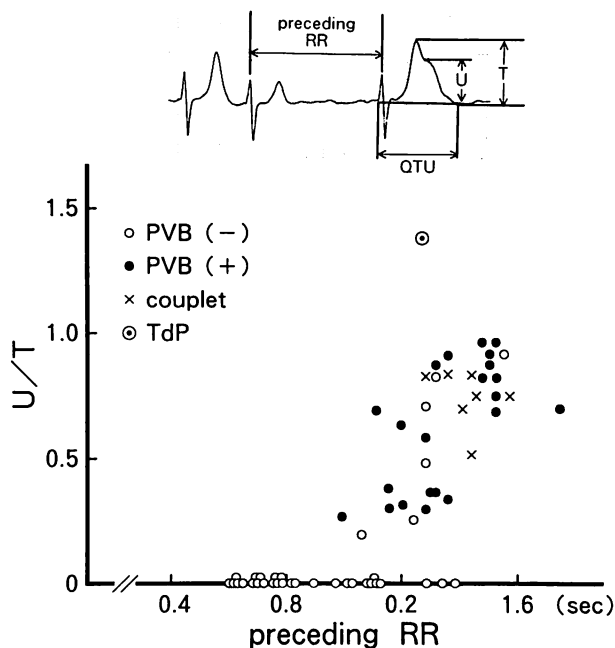 preceding
RR
U
T
QTU
1.5
1.0
0.5
0
U/T
○ PVB (−)
● PVB (+)
× couplet
⦿ TdP
0.4 0.8 0.2 1.6 (sec)
preceding RR